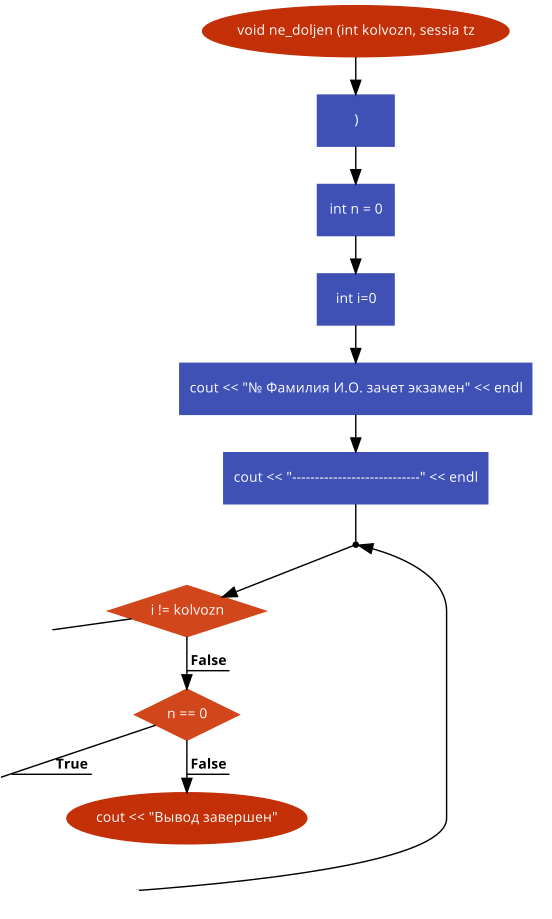 void ne_doljen (int kolvozn, sessia tz
)
int n = 0
int i=0
cout << "№ Фамилия И.О. зачет экзамен" << endl
cout << "----------------------------" << endl
i != kolvozn
False
n == 0
True
False
cout << "Вывод завершен"